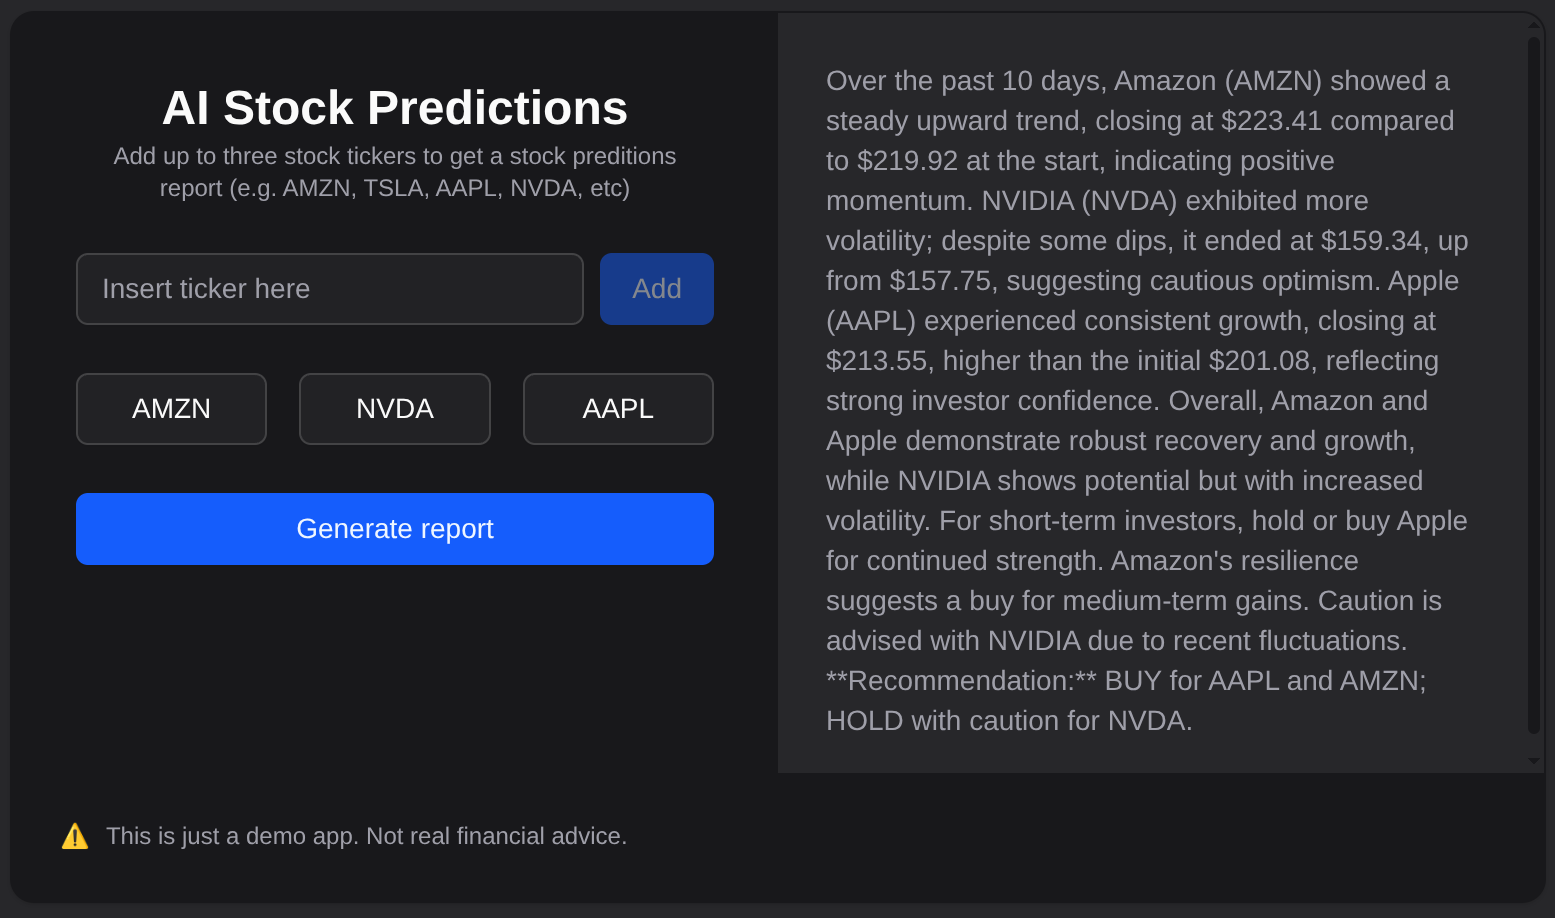 AI Stock Predictions
Add up to three stock tickers to get a stock preditions
report (e.g. AMZN, TSLA, AAPL, NVDA, etc)
Insert ticker here
Add
AMZN
NVDA
AAPL
Generate report
Over the past 10 days, Amazon (AMZN) showed a
steady upward trend, closing at $223.41 compared
to $219.92 at the start, indicating positive
momentum. NVIDIA (NVDA) exhibited more
volatility; despite some dips, it ended at $159.34, up
from $157.75, suggesting cautious optimism. Apple
(AAPL) experienced consistent growth, closing at
$213.55, higher than the initial $201.08, reflecting
strong investor confidence. Overall, Amazon and
Apple demonstrate robust recovery and growth,
while NVIDIA shows potential but with increased
volatility. For short-term investors, hold or buy Apple
for continued strength. Amazon's resilience
suggests a buy for medium-term gains. Caution is
advised with NVIDIA due to recent fluctuations.
**Recommendation:** BUY for AAPL and AMZN;
HOLD with caution for NVDA.
This is just a demo app. Not real financial advice.